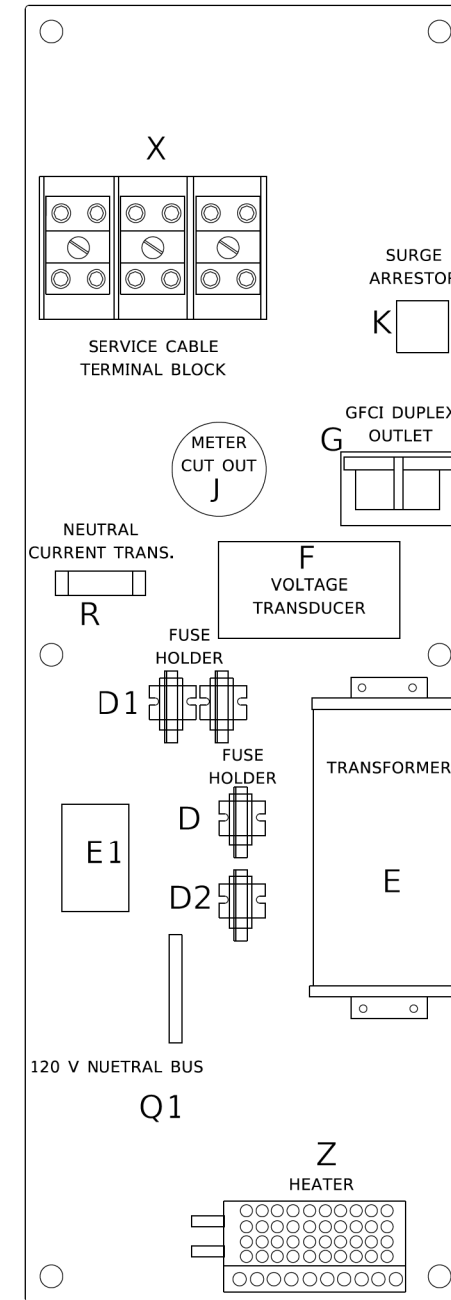 X
SERVICE CABLE
TERMINAL BLOCK
SURGE
ARRESTOR
K
GFCI DUPLEX
OUTLET
G
METER
CUT OUT
J
NEUTRAL
CURRENT TRANS.
R
F
VOLTAGE
TRANSDUCER
FUSE
HOLDER
D1
FUSE
HOLDER
D
TRANSFORMER
E1
E
D2
120 V NUETRAL BUS
Q1
Z
HEATER